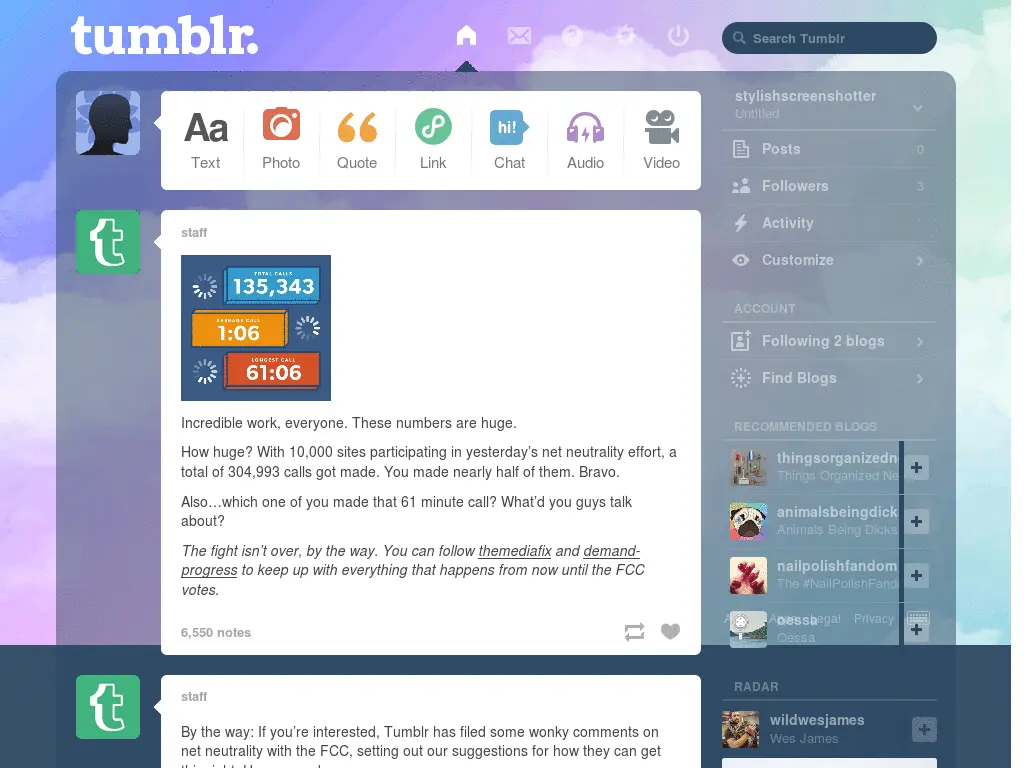 tumblr.
Search Tumblr
Aa
hi!
Text
Photo
Quote
Link
Chat
Audio
Video
stylishscreenshotter
Untitled
Posts 0
Followers 3
Activity
Customize
ACCOUNT
Following 2 blogs
Find Blogs
RECOMMENDED BLOGS
thingsorganizedn
Things Organized Ne
animalsbeingdick
Animals Being Dicks
nailpolishfandom
The #NailPolishFand
oessa
Legal Privacy
Oessa
RADAR
wildwesjames
Wes James
t
staff
TOTAL CALLS
135,343
AVERAGE CALL
1:06
LONGEST CALL
61:06
Incredible work, everyone. These numbers are huge.
How huge? With 10,000 sites participating in yesterday's net neutrality effort, a
total of 304,993 calls got made. You made nearly half of them. Bravo.
Also…which one of you made that 61 minute call? What'd you guys talk
about?
The fight isn't over, by the way. You can follow themediafix and demand-
progress to keep up with everything that happens from now until the FCC
votes.
6,550 notes
t
staff
By the way: If you're interested, Tumblr has filed some wonky comments on
net neutrality with the FCC, setting out our suggestions for how they can get